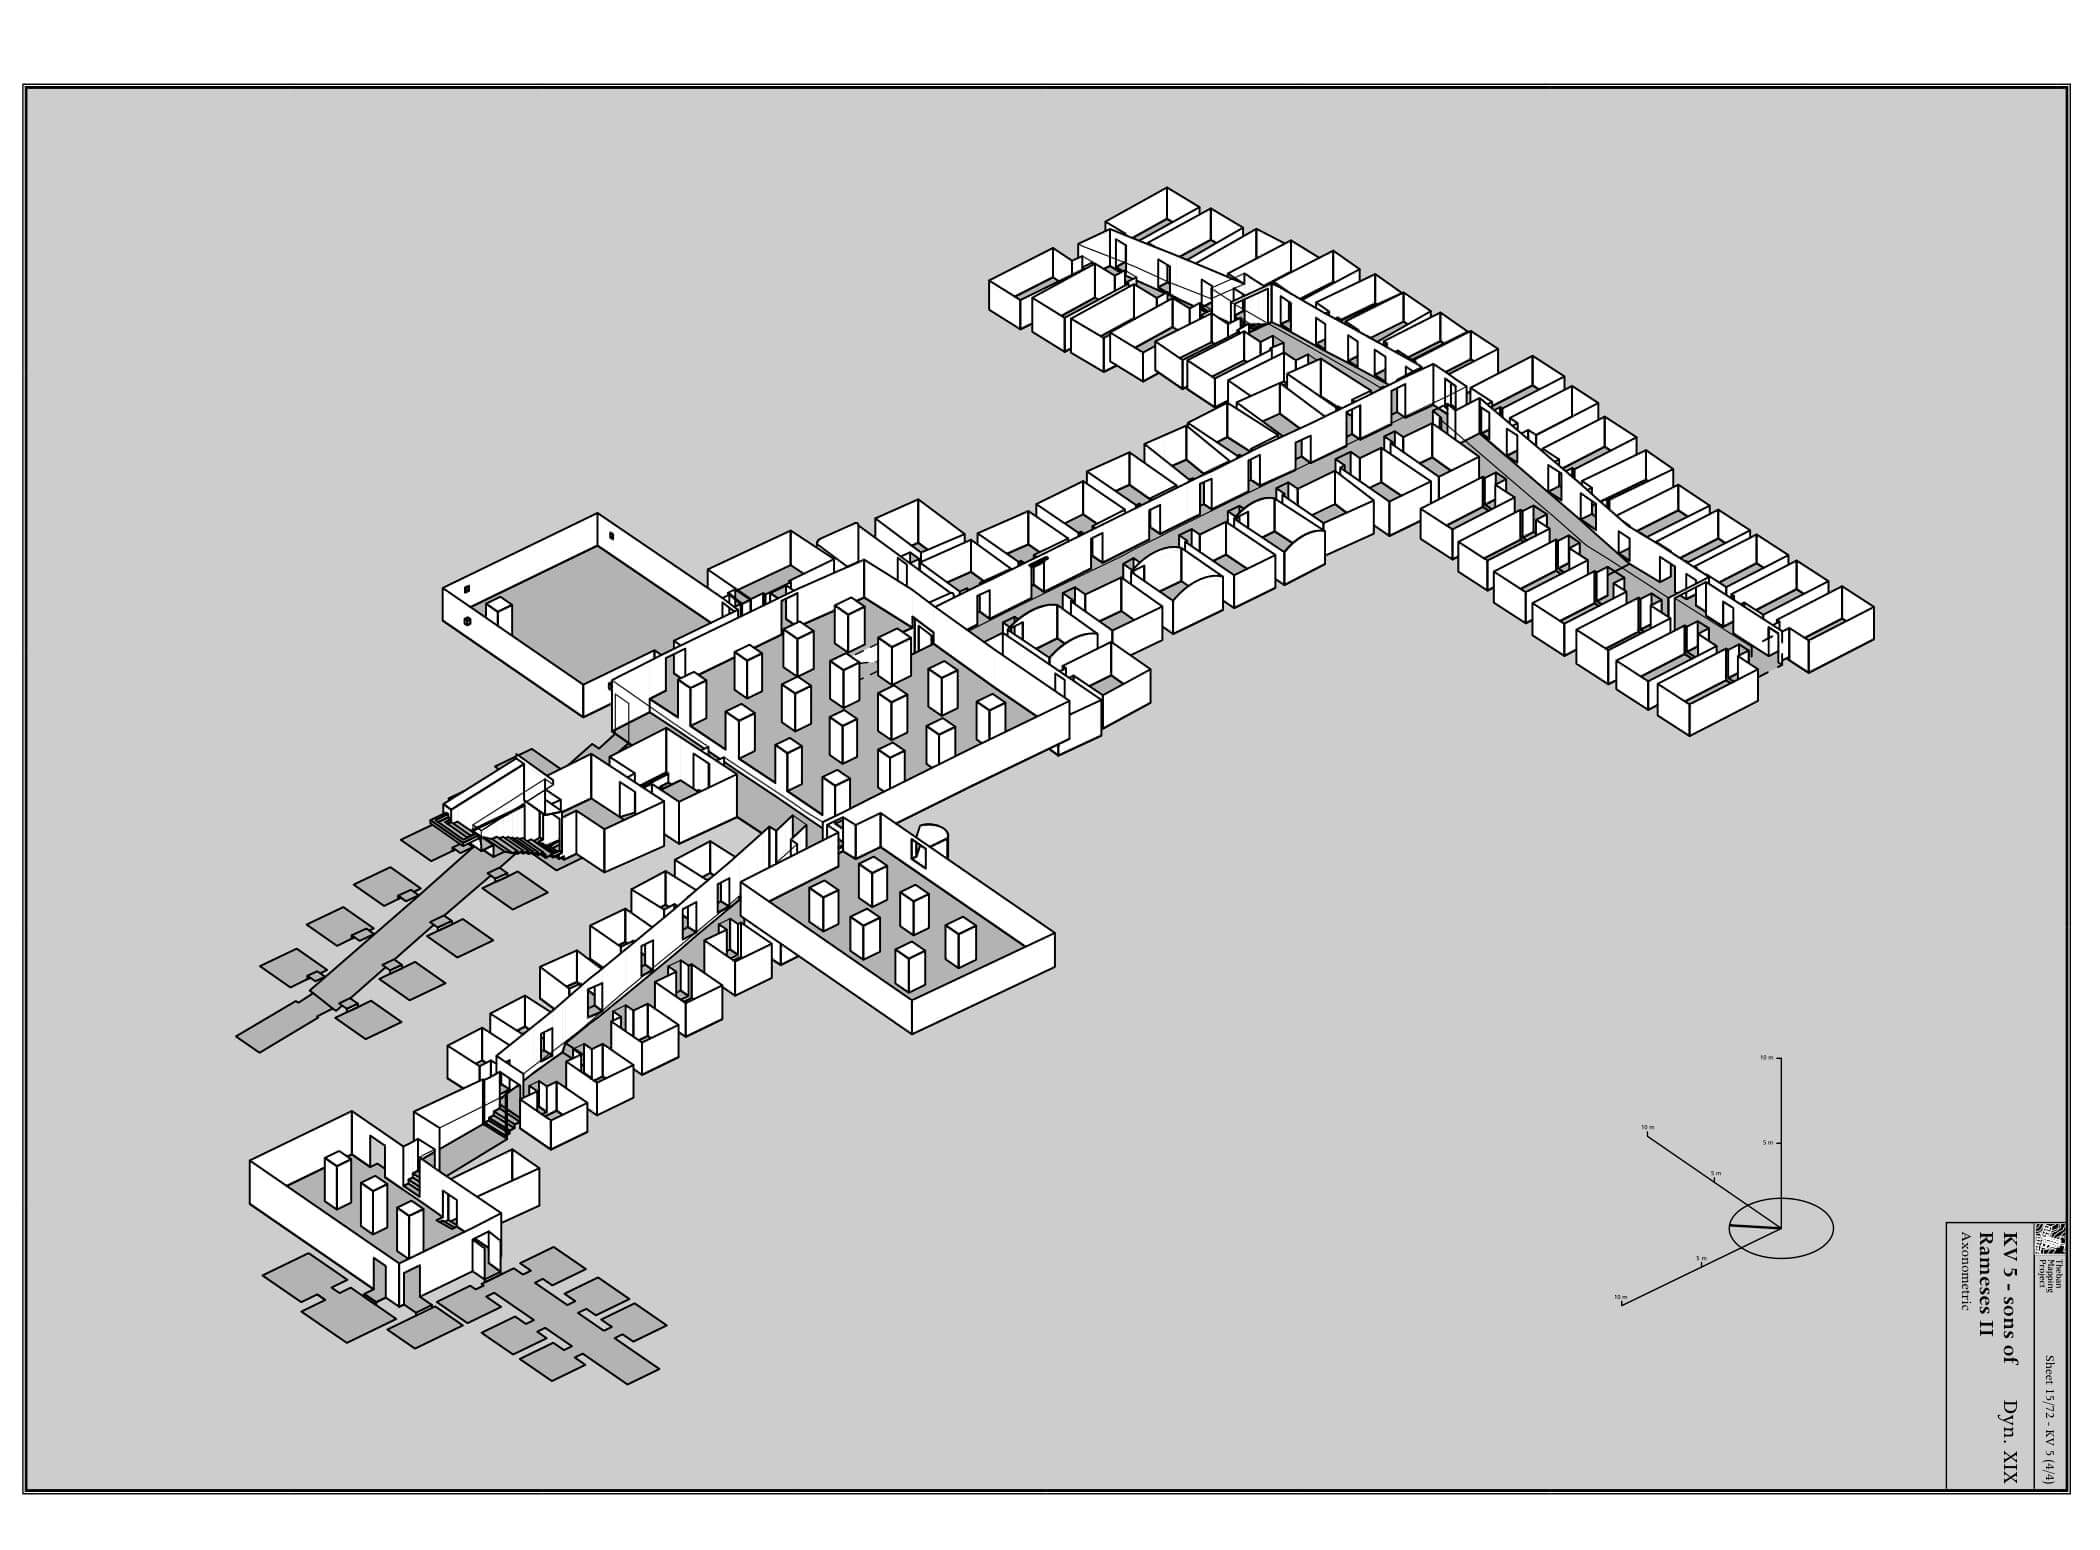 Theban
Mapping
Project
Sheet 15/72 - KV 5 (4/4)
KV 5 - sons of Dyn. XIX
Rameses II
Axonometric
10 m
5 m
10 m
5 m
5 m
10 m